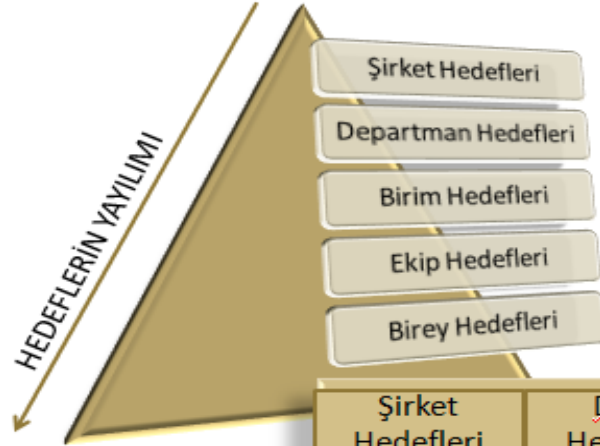 HEDEFLERİN YAYILIMI
Şirket Hedefleri
Departman Hedefleri
Birim Hedefleri
Ekip Hedefleri
Birey Hedefleri
Şirket
Hedefleri